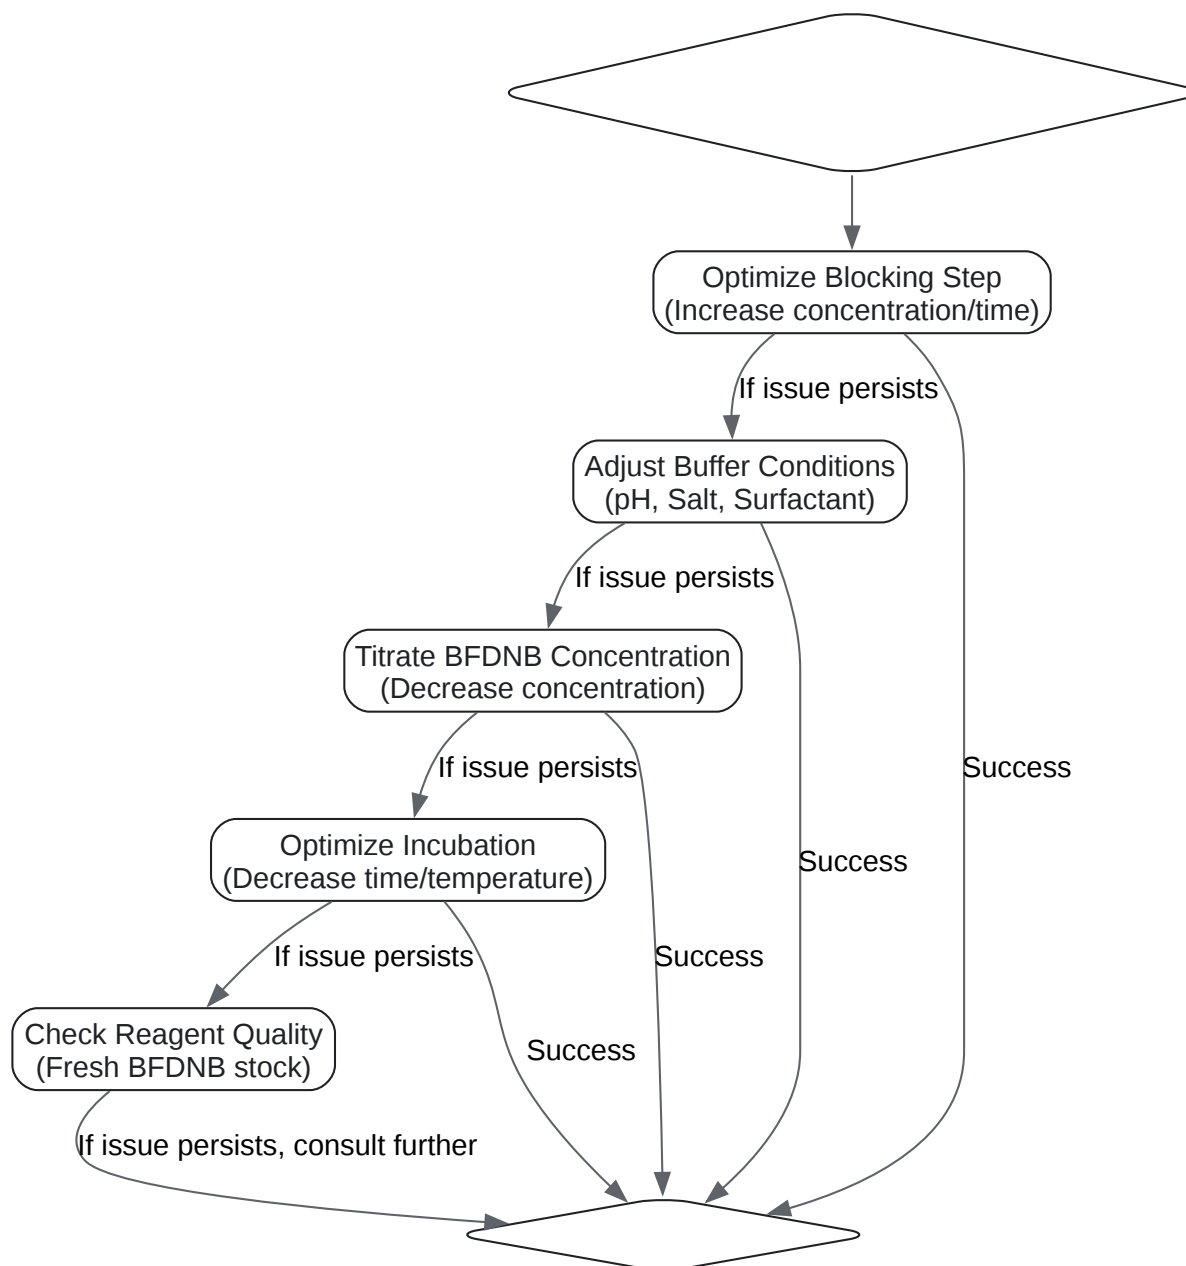 Optimize Blocking Step
(Increase concentration/time)
If issue persists
Adjust Buffer Conditions
(pH, Salt, Surfactant)
If issue persists
Titrate BFDNB Concentration
(Decrease concentration)
If issue persists
Success
Optimize Incubation
(Decrease time/temperature)
Success
If issue persists
Success
Check Reagent Quality
(Fresh BFDNB stock)
Success
If issue persists, consult further